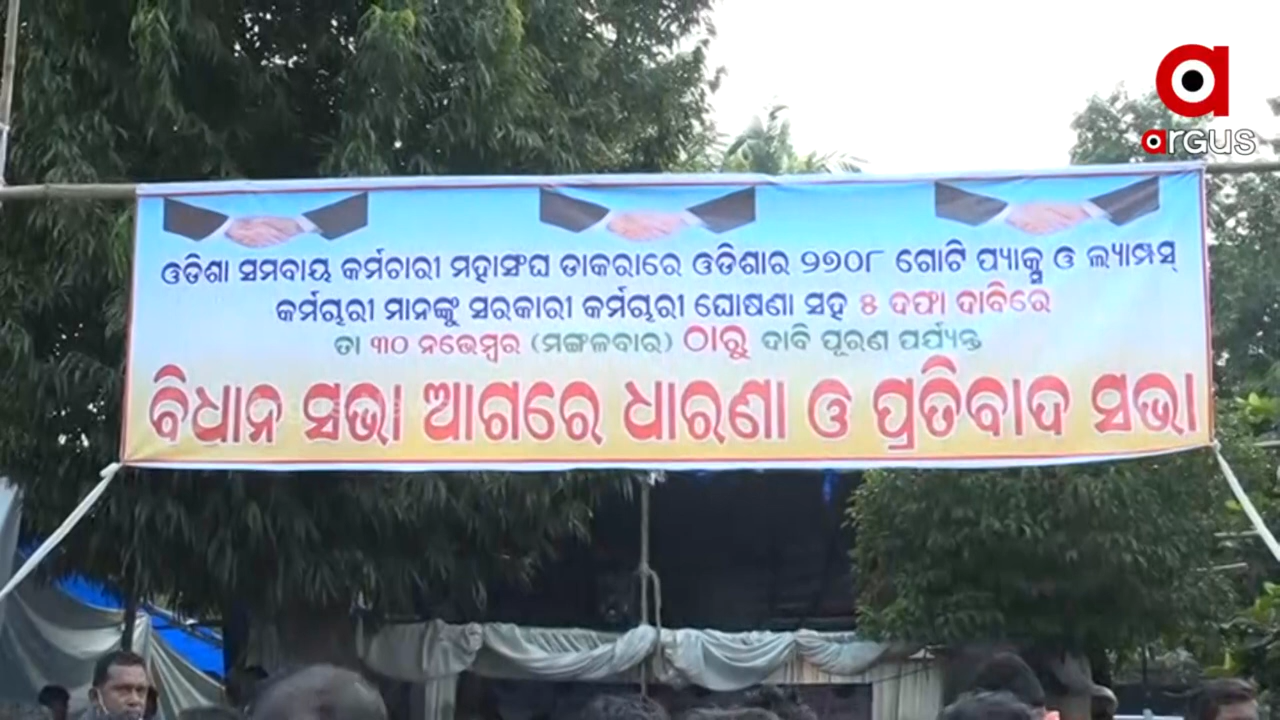 argus
ଓଡିଶା ସମବାୟ କର୍ମଚାରୀ ମହାସଂଘ ଡାକରାରେ ଓଡିଶାର ୨୭୦୮ ଗୋଟି ପ୍ୟାକ୍ସ ଓ ଲ୍ୟାମ୍ପସ୍
କର୍ମଚାରୀ ମାନଙ୍କୁ ସରକାରୀ କର୍ମଚାରୀ ଘୋଷଣା ସହ ୫ ଦଫା ଦାବିରେ
ତା ୩୦ ନଭେମ୍ବର (ମଙ୍ଗଳବାର) ଠାରୁ ଦାବି ପୂରଣ ପର୍ଯ୍ୟନ୍ତ
ବିଧାନ ସଭା ଆଗରେ ଧାରଣା ଓ ପ୍ରତିବାଦ ସଭା